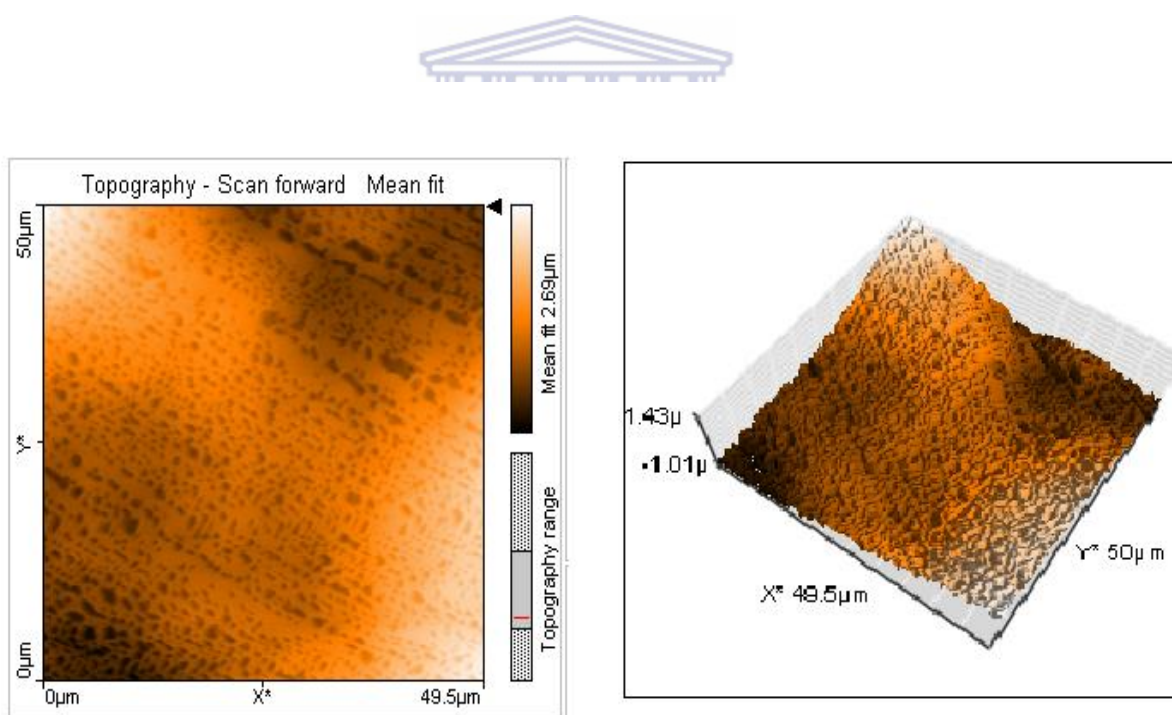 Topography - Scan forward Mean fit
50µm
Y*
0µm
0µm
X*
49.5µm
Mean fit 2.69µm
Topography range
1.43µ
-1.01µ
X* 49.5µm
Y* 50µm